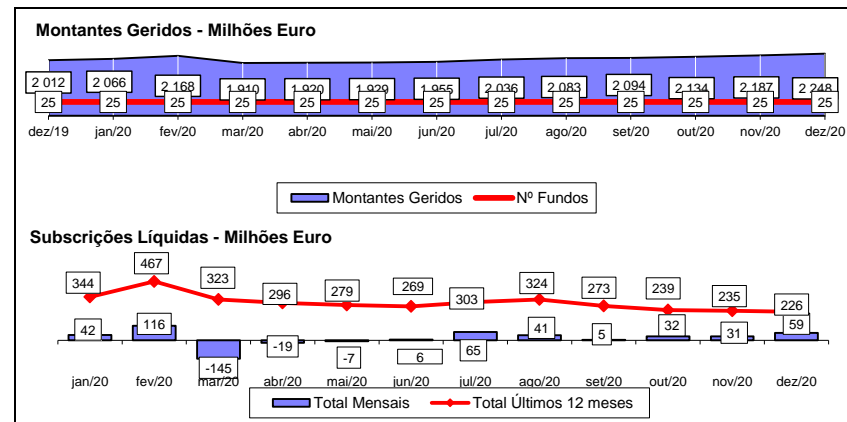 Montantes Geridos - Milhões Euro
2 012 2 066 2 168 1 910 1 920 1 929 1 955 2 036 2 083 2 094 2 134 2 187 2 248
25 25 25 25 25 25 25 25 25 25 25 25 25
dez/19 jan/20 fev/20 mar/20 abr/20 mai/20 jun/20 jul/20 ago/20 set/20 out/20 nov/20 dez/20
Montantes Geridos Nº Fundos
Subscrições Líquidas - Milhões Euro
344 467 323 296 279 269 303 324 273 239 235 226
42 116 -145 -19 -7 6 65 41 5 32 31 59
jan/20 fev/20 mar/20 abr/20 mai/20 jun/20 jul/20 ago/20 set/20 out/20 nov/20 dez/20
Total Mensais Total Últimos 12 meses